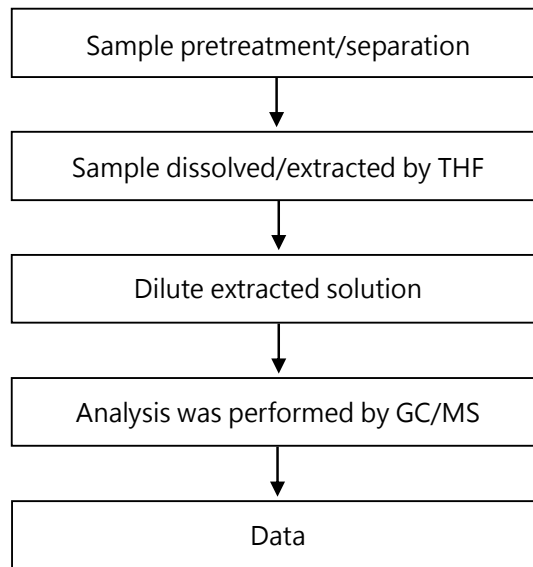 Sample pretreatment/separation
Sample dissolved/extracted by THF
Dilute extracted solution
Analysis was performed by GC/MS
Data